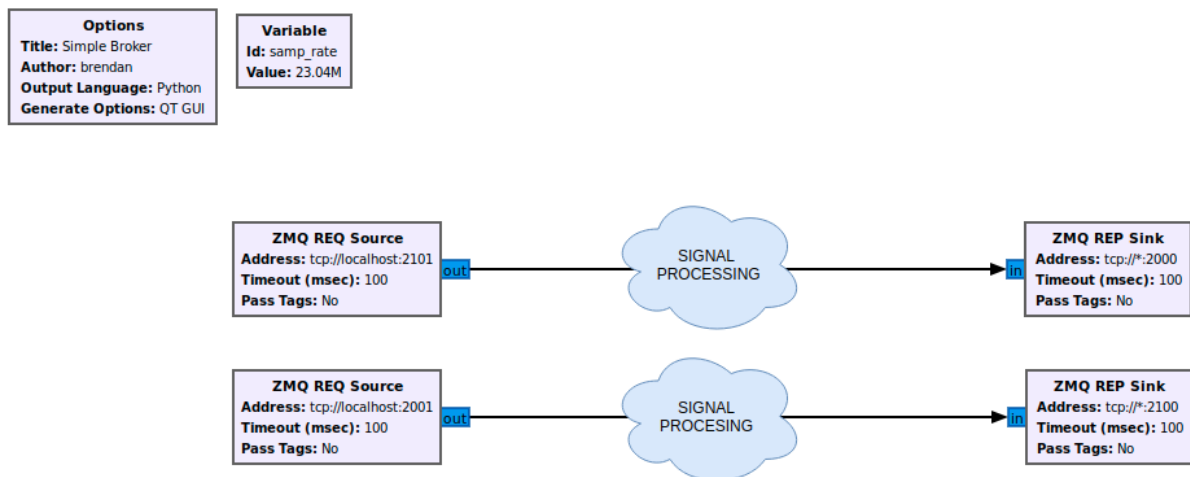 Options
Title: Simple Broker
Author: brendan
Output Language: Python
Generate Options: QT GUI
Variable
Id: samp_rate
Value: 23.04M
ZMQ REQ Source
Address: tcp://localhost:2101
Timeout (msec): 100
Pass Tags: No
out
SIGNAL
PROCESSING
in
ZMQ REP Sink
Address: tcp://*:2000
Timeout (msec): 100
Pass Tags: No
ZMQ REQ Source
Address: tcp://localhost:2001
Timeout (msec): 100
Pass Tags: No
out
SIGNAL
PROCESING
in
ZMQ REP Sink
Address: tcp://*:2100
Timeout (msec): 100
Pass Tags: No